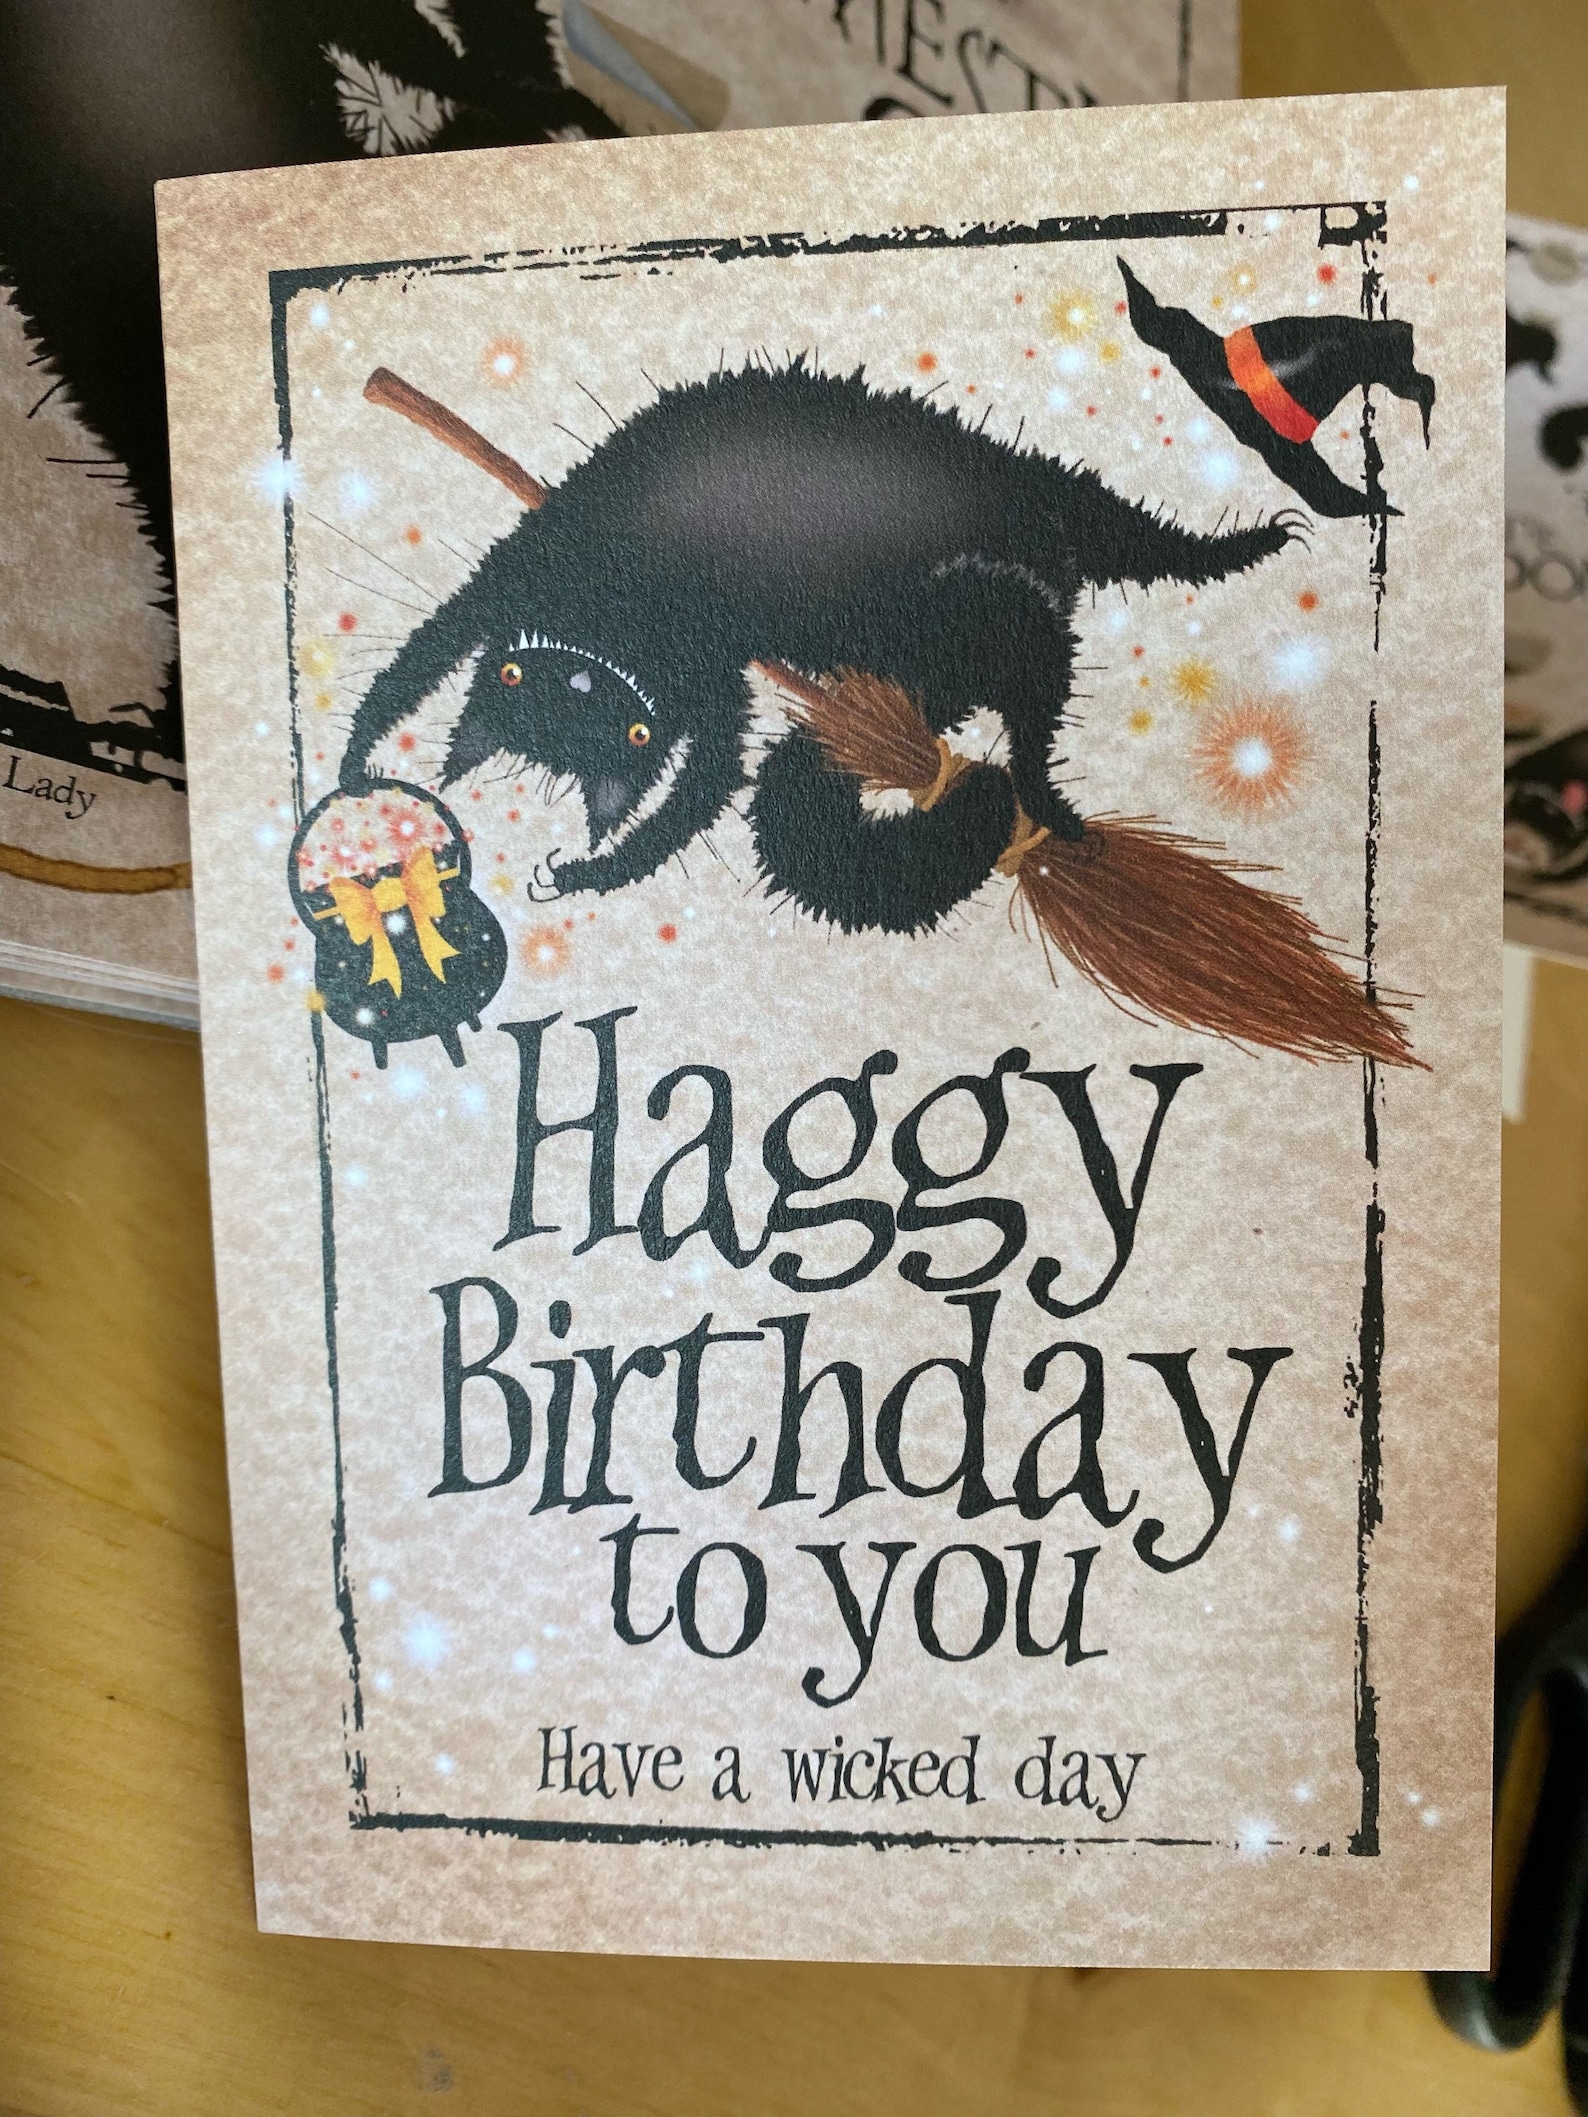 Lady
Haggy
Birthday
to you
Have a wicked day